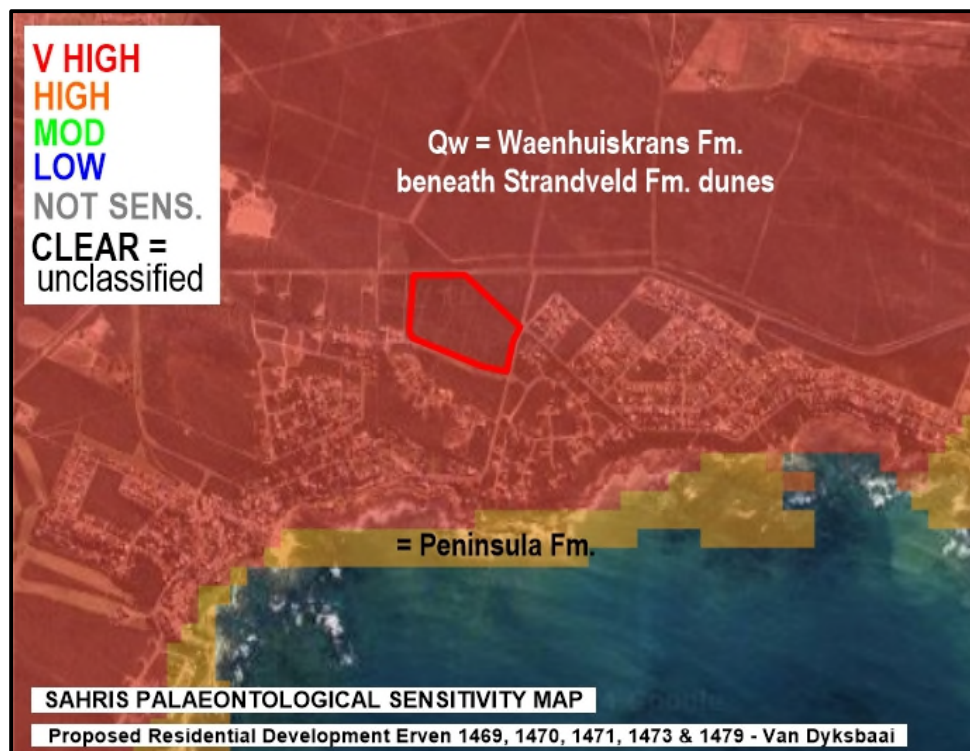 V HIGH
HIGH
MOD
LOW
NOT SENS.
CLEAR =
unclassified
Qw = Waenhuiskrans Fm.
beneath Strandveld Fm. dunes
= Peninsula Fm.
SAHRIS PALAEONTOLOGICAL SENSITIVITY MAP
Proposed Residential Development Erven 1469, 1470, 1471, 1473 & 1479 - Van Dyksbaai